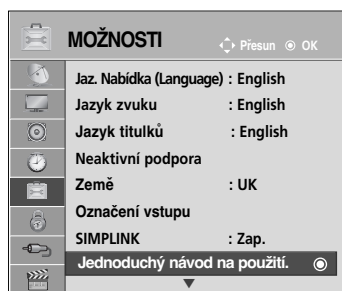 MOŽNOSTI
Přesun OK
Jaz. Nabídka (Language) : English
Jazyk zvuku : English
Jazyk titulků : English
Neaktivní podpora
Země : UK
Označení vstupu
SIMPLINK : Zap.
Jednoduchý návod na použití.